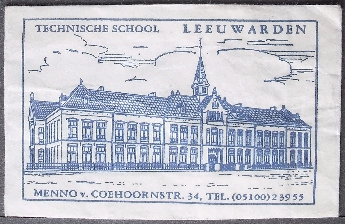 TECHNISCHE SCHOOL LEEUWARDEN
MENNO v. COEHOORNSTR. 34, TEL. (05100) 23955